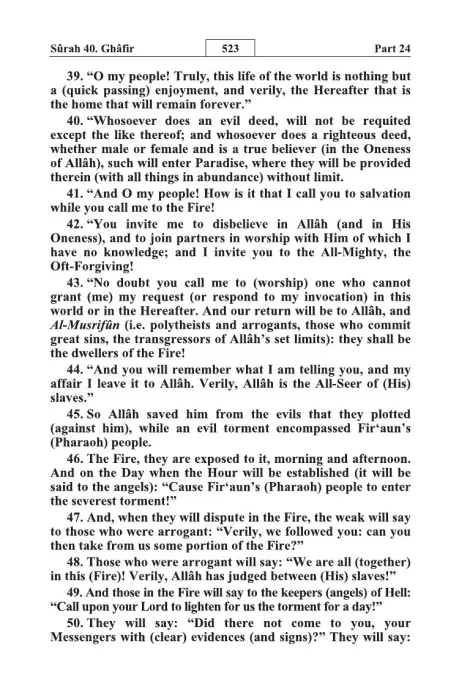 Sûrah 40. Ghâfir 523 Part 24
39. “O my people! Truly, this life of the world is nothing but
a (quick passing) enjoyment, and verily, the Hereafter that is
the home that will remain forever.”
40. “Whosoever does an evil deed, will not be requited
except the like thereof; and whosoever does a righteous deed,
whether male or female and is a true believer (in the Oneness
of Allâh), such will enter Paradise, where they will be provided
therein (with all things in abundance) without limit.
41. “And O my people! How is it that I call you to salvation
while you call me to the Fire!
42. “You invite me to disbelieve in Allâh (and in His
Oneness), and to join partners in worship with Him of which I
have no knowledge; and I invite you to the All-Mighty, the
Oft-Forgiving!
43. “No doubt you call me to (worship) one who cannot
grant (me) my request (or respond to my invocation) in this
world or in the Hereafter. And our return will be to Allâh, and
Al-Musrifûn (i.e. polytheists and arrogants, those who commit
great sins, the transgressors of Allâh’s set limits): they shall be
the dwellers of the Fire!
44. “And you will remember what I am telling you, and my
affair I leave it to Allâh. Verily, Allâh is the All-Seer of (His)
slaves.”
45. So Allâh saved him from the evils that they plotted
(against him), while an evil torment encompassed Fir‘aun’s
(Pharaoh) people.
46. The Fire, they are exposed to it, morning and afternoon.
And on the Day when the Hour will be established (it will be
said to the angels): “Cause Fir‘aun’s (Pharaoh) people to enter
the severest torment!”
47. And, when they will dispute in the Fire, the weak will say
to those who were arrogant: “Verily, we followed you: can you
then take from us some portion of the Fire?”
48. Those who were arrogant will say: “We are all (together)
in this (Fire)! Verily, Allâh has judged between (His) slaves!”
49. And those in the Fire will say to the keepers (angels) of Hell:
“Call upon your Lord to lighten for us the torment for a day!”
50. They will say: “Did there not come to you, your
Messengers with (clear) evidences (and signs)?” They will say: